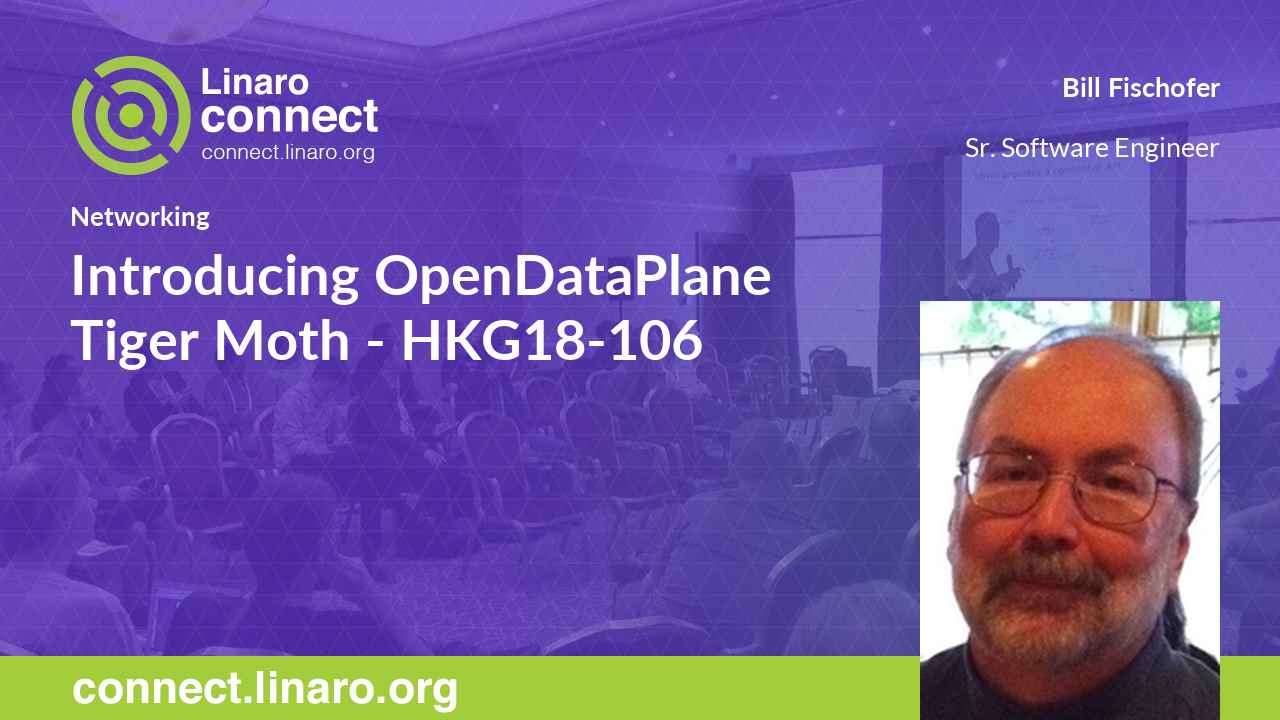 Linaro
connect
connect.linaro.org
Bill Fischofer
Sr. Software Engineer
Networking
Introducing OpenDataPlane
Tiger Moth - HKG18-106
connect.linaro.org